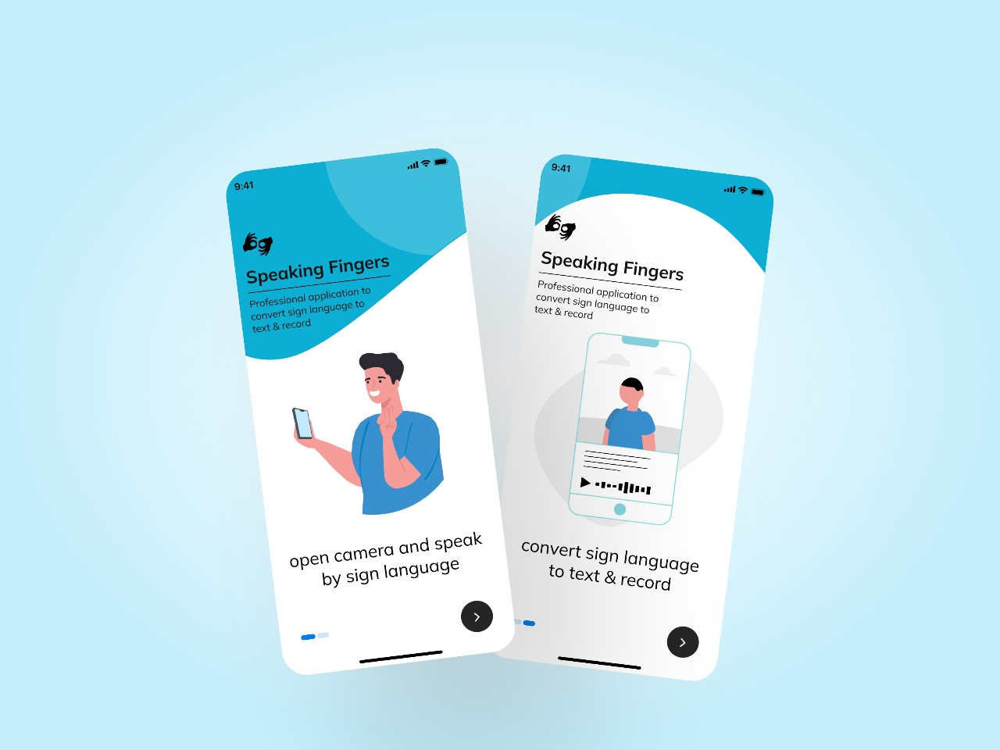 9:41
Speaking Fingers
Professional application to
convert sign language to
text & record
open camera and speak
by sign language
9:41
Speaking Fingers
Professional application to
convert sign language to
text & record
convert sign language
to text & record